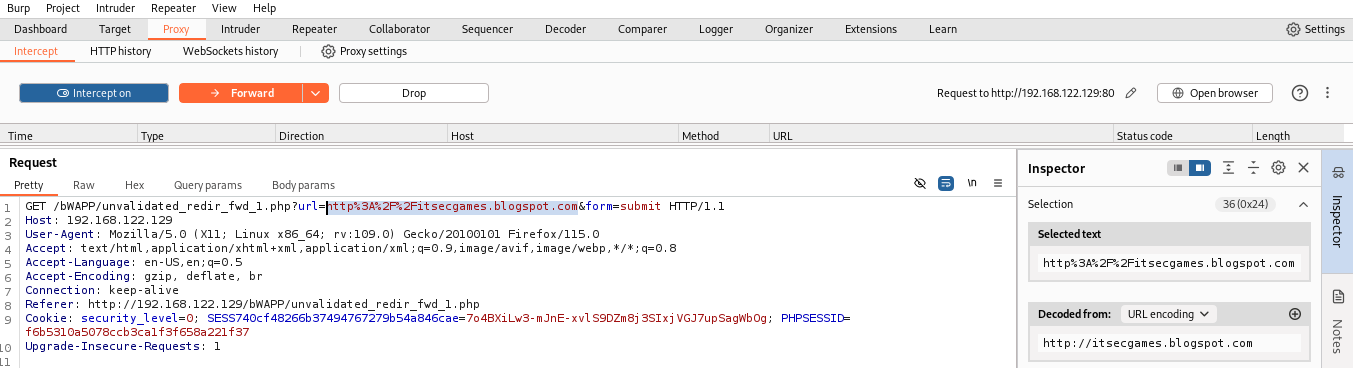 Burp Project Intruder Repeater View Help
Dashboard Target Proxy Intruder Repeater Collaborator Sequencer Decoder Comparer Logger Organizer Extensions Learn Settings
Intercept HTTP history WebSockets history Proxy settings
Intercept on Forward Drop Request to http://192.168.122.129:80 Open browser
Time Type Direction Host Method URL Status code Length
Request
Pretty Raw Hex Query params Body params \n
1 GET /bWAPP/unvalidated_redir_fwd_1.php?url=http%3A%2F%2Fitsecgames.blogspot.com&form=submit HTTP/1.1
2 Host: 192.168.122.129
3 User-Agent: Mozilla/5.0 (X11; Linux x86_64; rv:109.0) Gecko/20100101 Firefox/115.0
4 Accept: text/html,application/xhtml+xml,application/xml;q=0.9,image/avif,image/webp,*/*;q=0.8
5 Accept-Language: en-US,en;q=0.5
6 Accept-Encoding: gzip, deflate, br
7 Connection: keep-alive
8 Referer: http://192.168.122.129/bWAPP/unvalidated_redir_fwd_1.php
9 Cookie: security_level=0; SESS740cf48266b37494767279b54a846cae=7o4BXiLw3-mJnE-xvlS9DZm8j3SIxjVGJ7upSagWbOg; PHPSESSID=
f6b5310a5078ccb3ca1f3f658a221f37
10 Upgrade-Insecure-Requests: 1
11
Inspector
Selection 36 (0x24)
Selected text
http%3A%2F%2Fitsecgames.blogspot.com
Decoded from: URL encoding
http://itsecgames.blogspot.com
Inspector
Notes